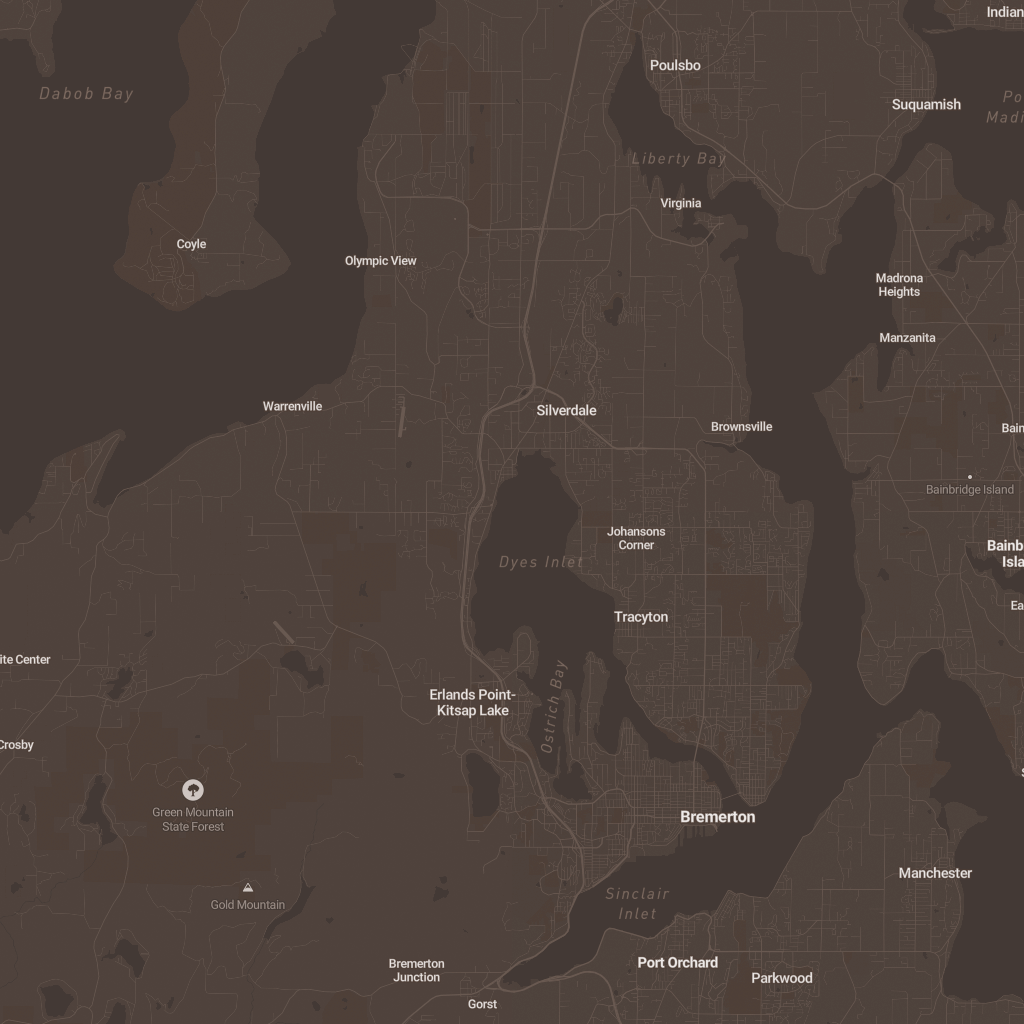 Indian
Poulsbo
Dabob Bay
Po
Madi
Suquamish
Liberty Bay
Virginia
Coyle
Olympic View
Madrona
Heights
Manzanita
Warrenville
Silverdale
Brownsville
Bain
Bainbridge Island
Johansons
Corner
Bainb
Isla
Dyes Inlet
Ea
Tracyton
ite Center
Erlands Point-
Kitsap Lake
Ostrich Bay
Crosby
S
Green Mountain
State Forest
Bremerton
Manchester
Gold Mountain
Sinclair
Inlet
Bremerton
Junction
Port Orchard
Parkwood
Gorst